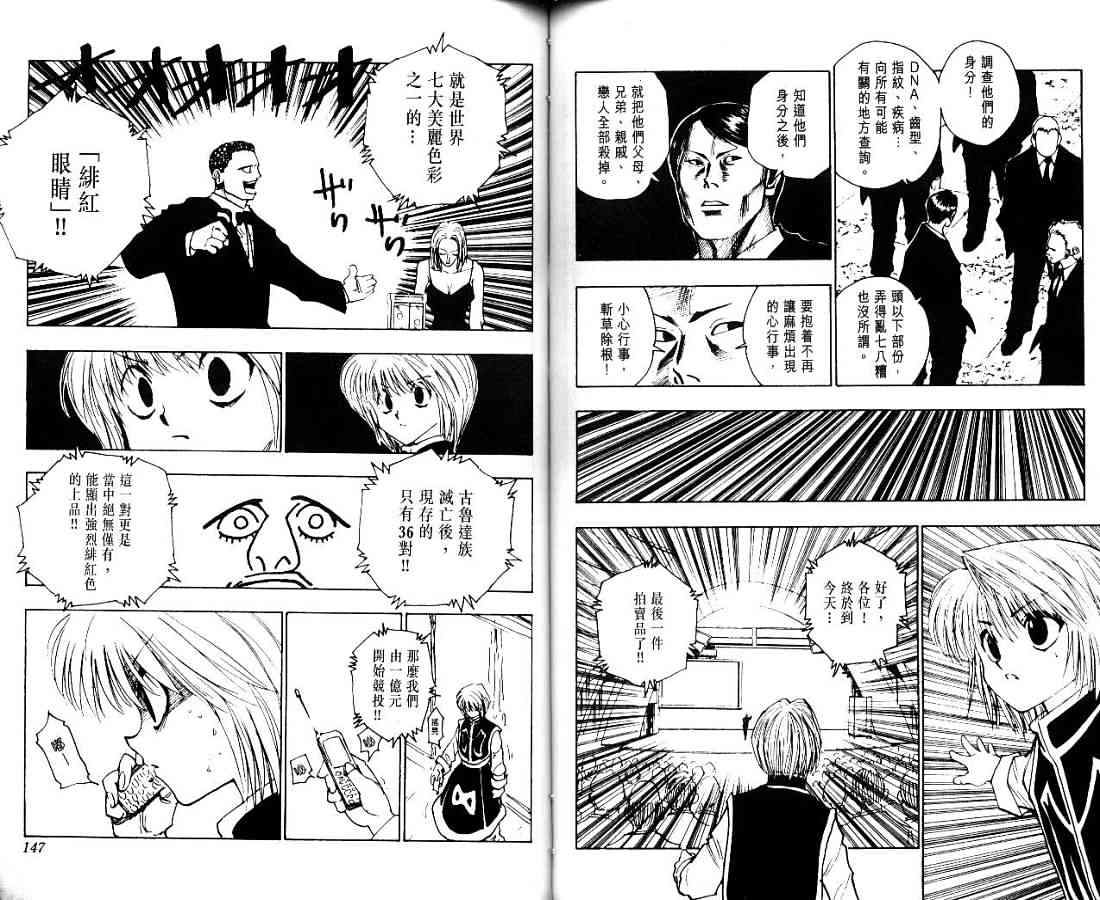 調查他們的
身分！
DNA、齒型、
指紋、疾病…
向所有可能
有關的地方查詢。
知道他們
身分之後，
就把他們父母、
兄弟、親戚、
戀人全部殺掉。
頭以下部份，
弄得亂七八糟
也沒所謂。
要抱着不再
讓麻煩出現
的心行事，
小心行事，
斬草除根！
好了，
各位！
終於到
今天…
最後一件
拍賣品了!!
就是世界
七大美麗色彩
之一的…
「緋紅
眼睛」!!
ザワ
ザワ
古魯達族
滅亡後，
現存的
只有36對!!
這一對更是
當中絕無僅有，
能顯出強烈緋紅色
的上品!!
那麼我們
由一億元
開始競投!!
147